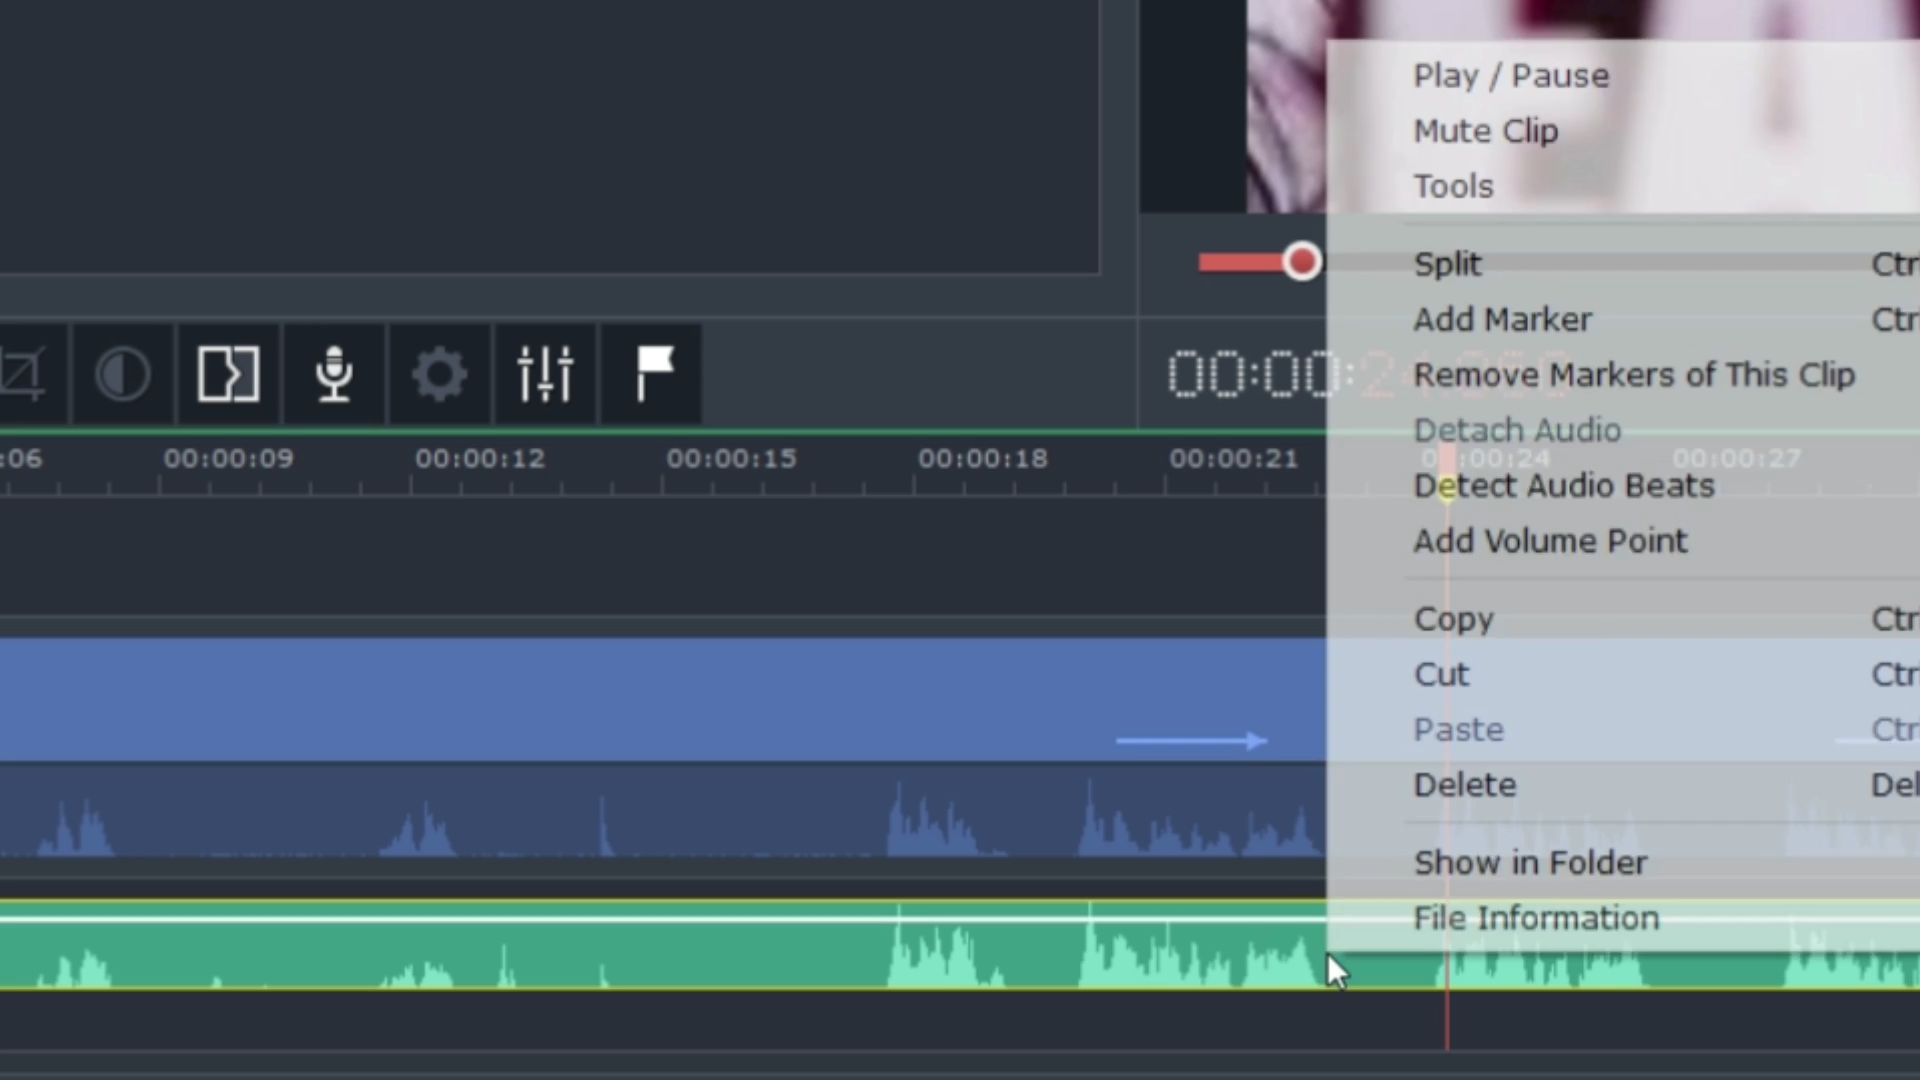 Play / Pause
Mute Clip
Tools
Split Ctr
Add Marker Ctr
00:00:24
Remove Markers of This Clip
Detach Audio
:06 00:00:09 00:00:12 00:00:15 00:00:18 00:00:21 0 :00:24 00:00:27
Detect Audio Beats
Add Volume Point
Copy Ctr
Cut Ctr
Paste Ctr
Delete Del
Show in Folder
File Information